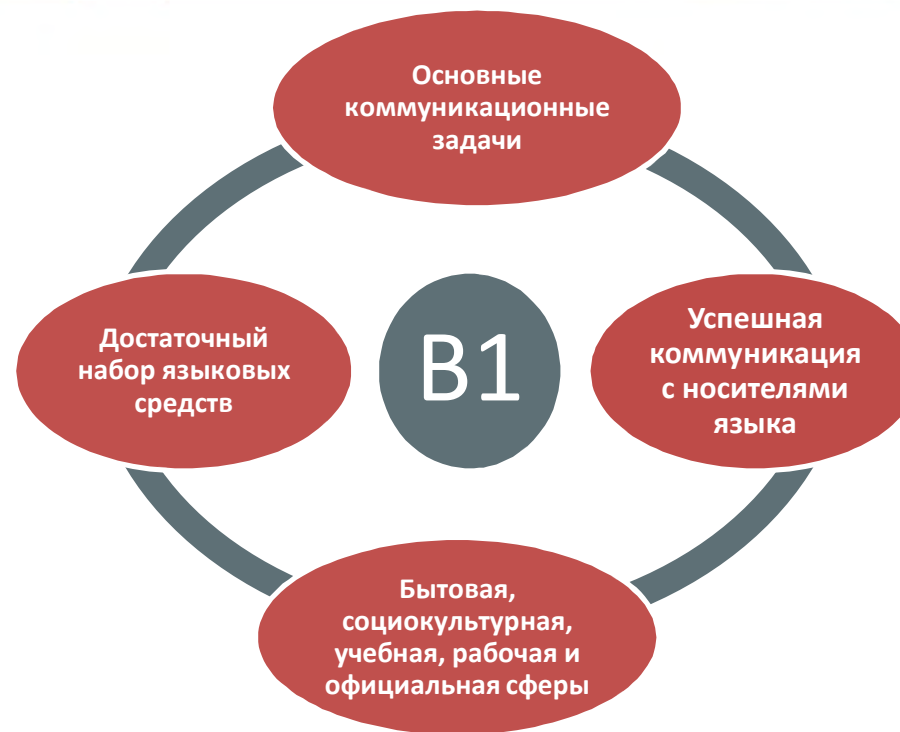 Основные
коммуникационные
задачи
Достаточный
набор языковых
средств
B1
Успешная
коммуникация
с носителями
языка
Бытовая,
социокультурная,
учебная, рабочая и
официальная сферы